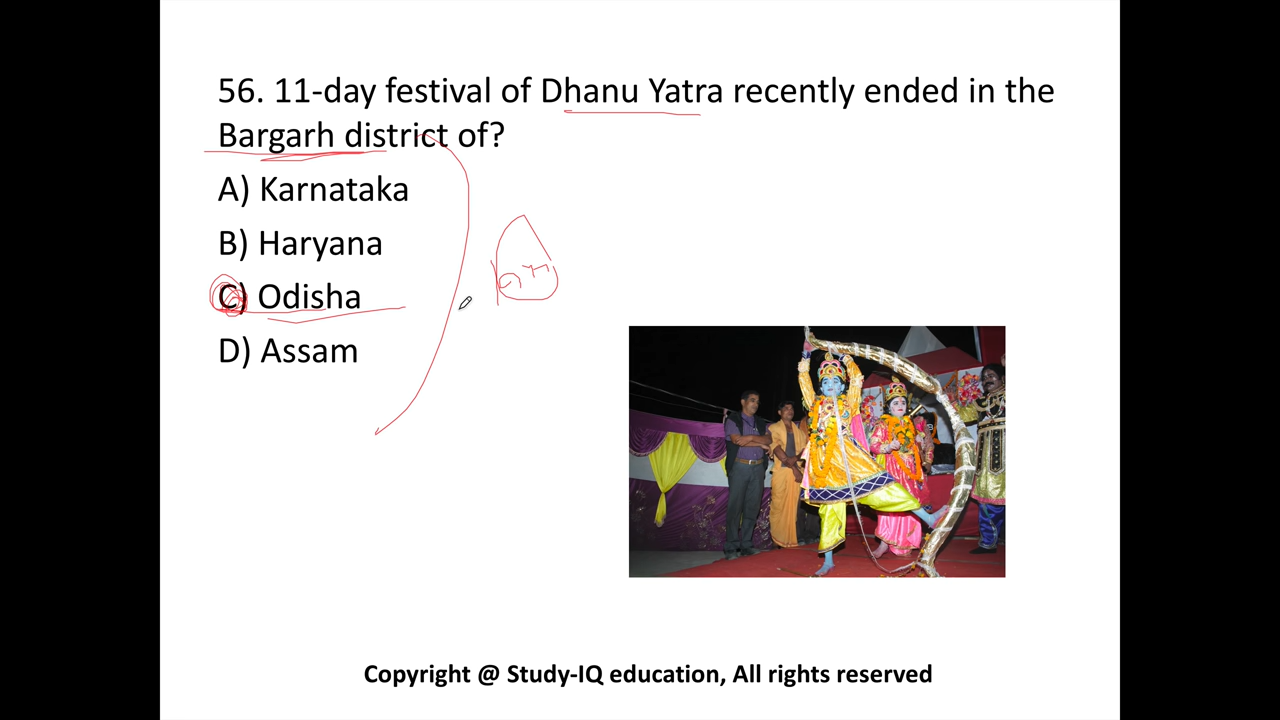 56. 11-day festival of Dhanu Yatra recently ended in the
Bargarh district of?
A) Karnataka
B) Haryana
C) Odisha
D) Assam
Copyright @ Study-IQ education, All rights reserved